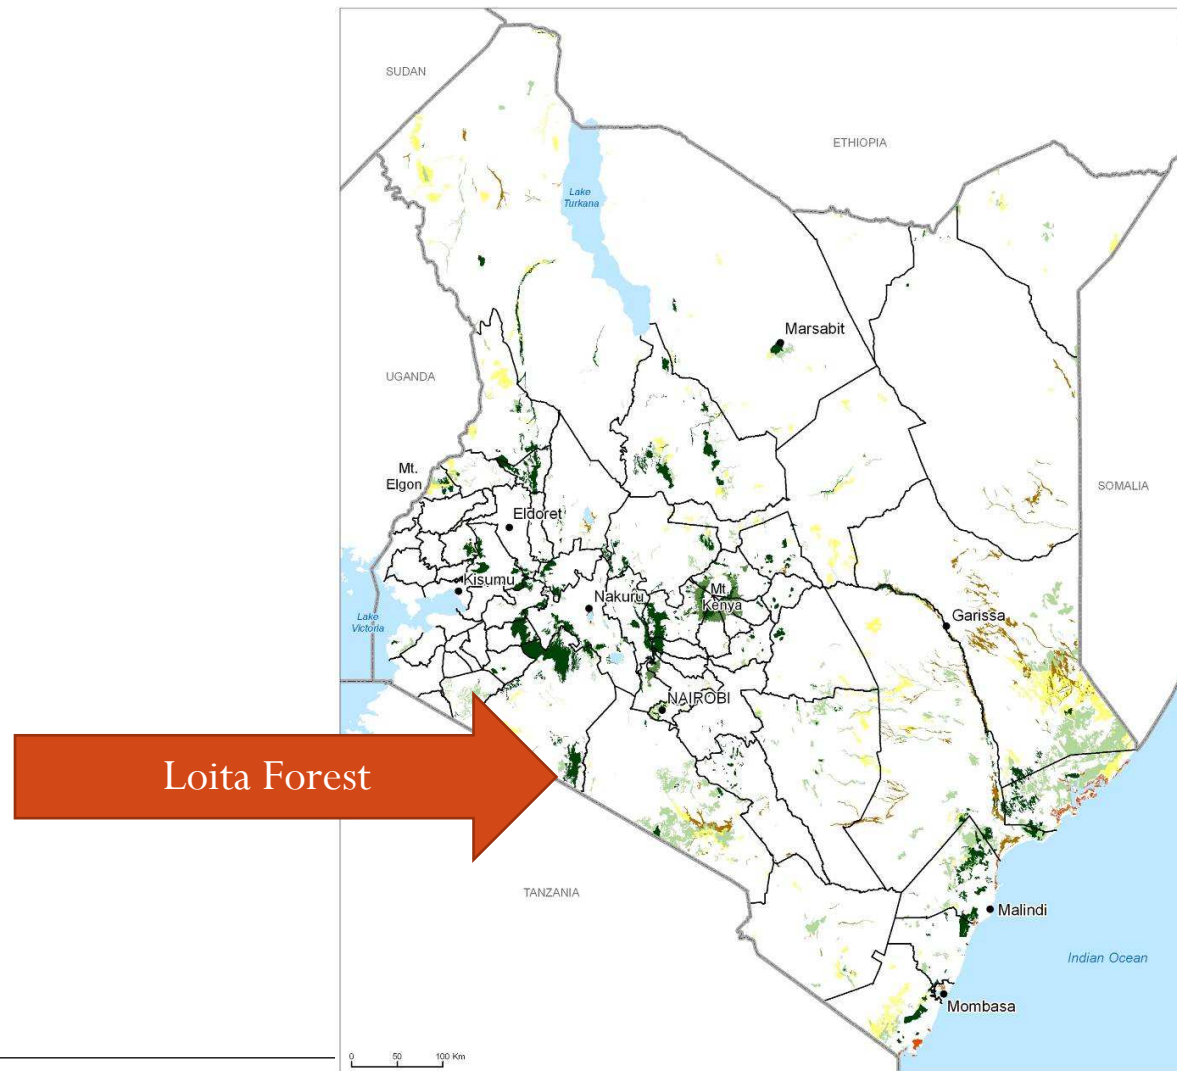 SUDAN
ETHIOPIA
Lake
Turkana
Marsabit
UGANDA
Mt.
Elgon
SOMALIA
Eldoret
Kisumu
Mt.
Kenya
Nakuru
Lake
Victoria
Garissa
NAIROBI
Loita Forest
TANZANIA
Malindi
Indian Ocean
Mombasa
0 50 100 Km